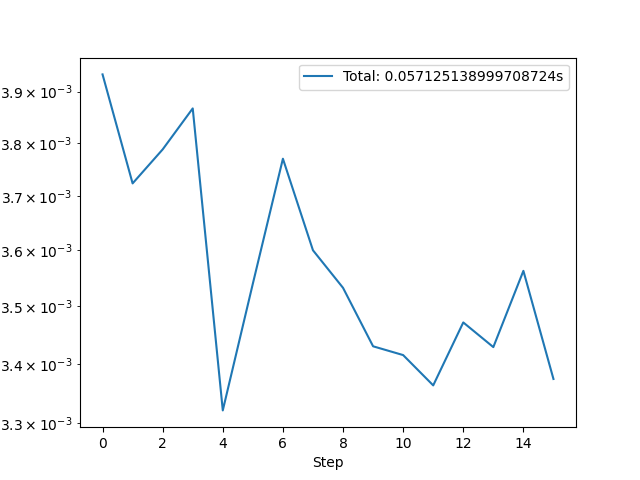 Total: 0.057125138999708724s
3.9 × 10⁻³
3.8 × 10⁻³
3.7 × 10⁻³
3.6 × 10⁻³
3.5 × 10⁻³
3.4 × 10⁻³
3.3 × 10⁻³
0 2 4 6 8 10 12 14
Step